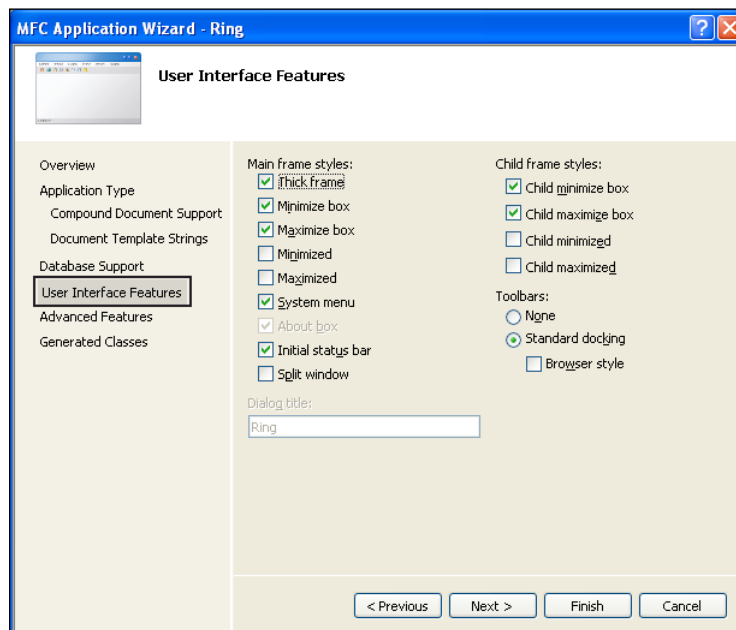 MFC Application Wizard - Ring
User Interface Features
Overview
Application Type
Compound Document Support
Document Template Strings
Database Support
User Interface Features
Advanced Features
Generated Classes
Main frame styles:
Thick frame
Minimize box
Maximize box
Minimized
Maximized
System menu
About box
Initial status bar
Split window
Dialog title:
Ring
Child frame styles:
Child minimize box
Child maximize box
Child minimized
Child maximized
Toolbars:
None
Standard docking
Browser style
< Previous
Next >
Finish
Cancel